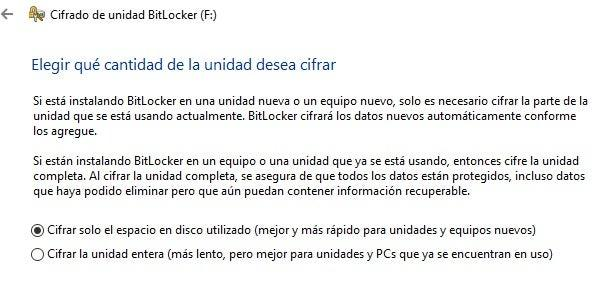 Cifrado de unidad BitLocker (F:)
Elegir qué cantidad de la unidad desea cifrar
Si está instalando BitLocker en una unidad nueva o un equipo nuevo, solo es necesario cifrar la parte de la
unidad que se está usando actualmente. BitLocker cifrará los datos nuevos automáticamente conforme
los agregue.
Si están instalando BitLocker en un equipo o una unidad que ya se está usando, entonces cifre la unidad
completa. Al cifrar la unidad completa, se asegura de que todos los datos están protegidos, incluso datos
que haya podido eliminar pero que aún puedan contener información recuperable.
Cifrar solo el espacio en disco utilizado (mejor y más rápido para unidades y equipos nuevos)
Cifrar la unidad entera (más lento, pero mejor para unidades y PCs que ya se encuentran en uso)